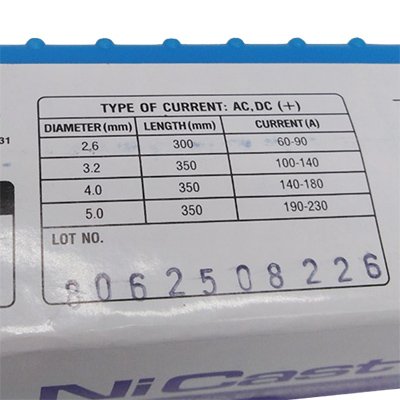 TYPE OF CURRENT: AC, DC (+)
DIAMETER (mm) LENGTH (mm) CURRENT (A)
2.6 300 60-90
3.2 350 100-140
4.0 350 140-180
5.0 350 190-230
31
LOT NO.
8062508226
NiCast